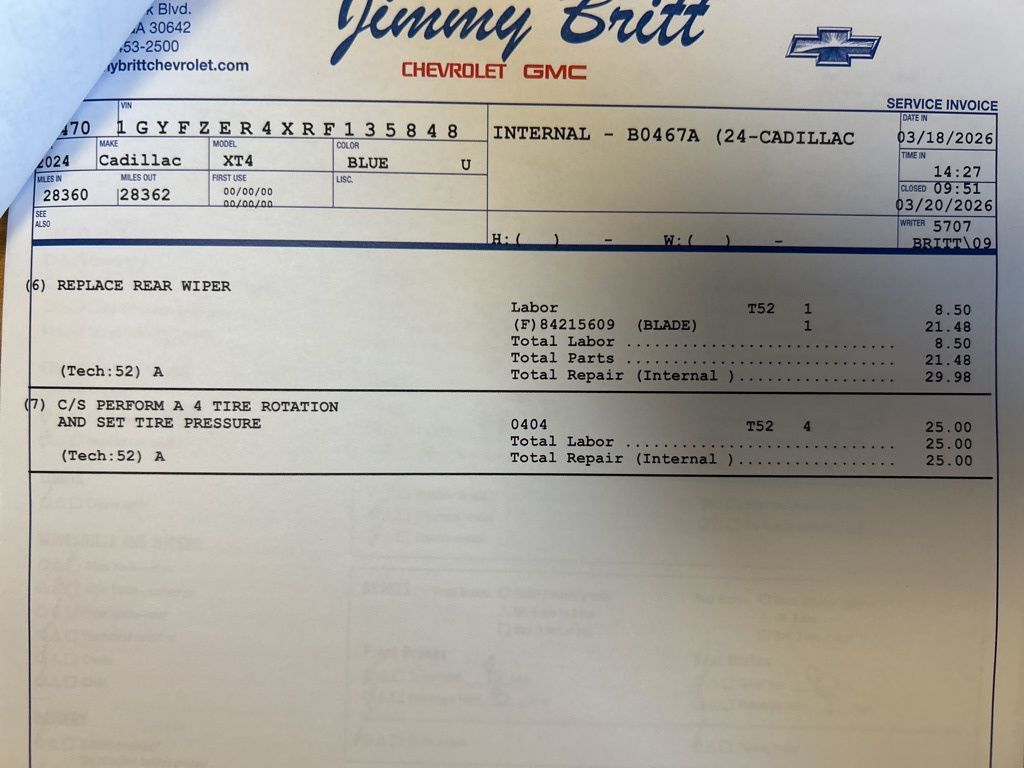 k Blvd.
A 30642
53-2500
ybrittchevrolet.com
Jimmy Britt
CHEVROLET GMC
SERVICE INVOICE
VIN
470 1GYFZER4XRF135848
INTERNAL - B0467A (24-CADILLAC
DATE IN
03/18/2026
MAKE MODEL COLOR
2024 Cadillac XT4 BLUE U
TIME IN
14:27
MILES IN MILES OUT FIRST USE LISC.
28360 28362 00/00/00
00/00/00
CLOSED 09:51
03/20/2026
SEE
ALSO
WRITER 5707
H:( ) - W:( ) - BRITT\09
(6) REPLACE REAR WIPER
Labor T52 1 8.50
(F)84215609 (BLADE) 1 21.48
Total Labor ............................... 8.50
Total Parts ............................... 21.48
(Tech:52) A Total Repair (Internal ).................. 29.98
(7) C/S PERFORM A 4 TIRE ROTATION
AND SET TIRE PRESSURE
0404 T52 4 25.00
Total Labor ............................... 25.00
(Tech:52) A Total Repair (Internal ).................. 25.00